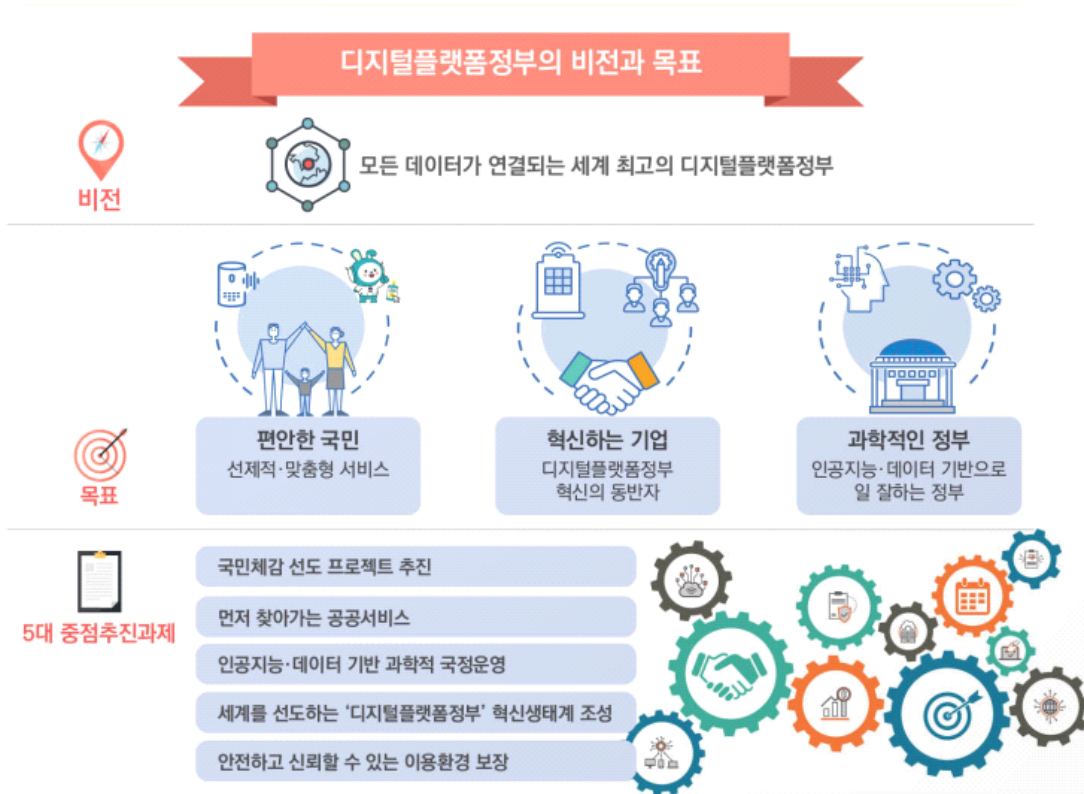 디지털플랫폼정부의 비전과 목표
비전
모든 데이터가 연결되는 세계 최고의 디지털플랫폼정부
목표
편안한 국민
선제적·맞춤형 서비스
혁신하는 기업
디지털플랫폼정부
혁신의 동반자
과학적인 정부
인공지능·데이터 기반으로
일 잘하는 정부
5대 중점추진과제
국민체감 선도 프로젝트 추진
먼저 찾아가는 공공서비스
인공지능·데이터 기반 과학적 국정운영
세계를 선도하는 ‘디지털플랫폼정부’ 혁신생태계 조성
안전하고 신뢰할 수 있는 이용환경 보장